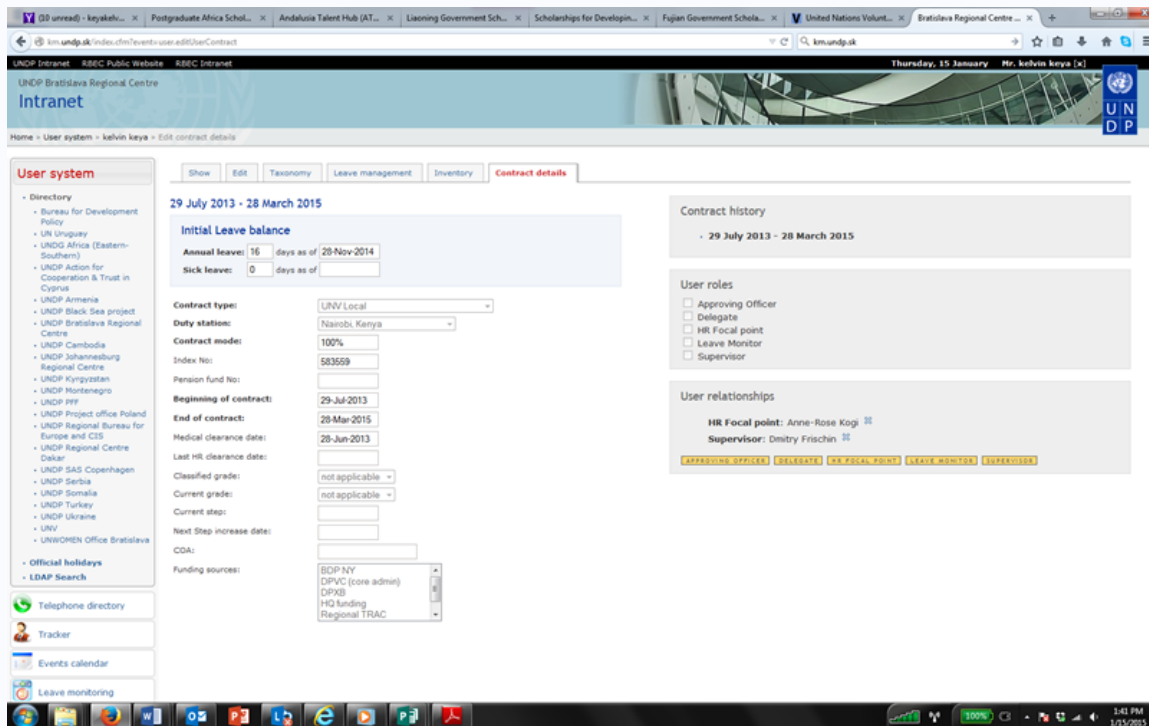 (10 unread) - keyakelv...
Postgraduate Africa Schol...
Andalusia Talent Hub (AT...
Liaoning Government Sch...
Scholarships for Developin...
Fujian Government Schola...
United Nations Volunt...
Bratislava Regional Centre ...
km.undp.sk/index.cfm?event=user.editUserContract
km.undp.sk
UNDP Intranet RBEC Public Website RBEC Intranet
Thursday, 15 January Mr. kelvin keya [x]
UNDP Bratislava Regional Centre
Intranet
U N
D P
Home » User system » kelvin keya » Edit contract details
User system
Directory
Bureau for Development
Policy
UN Uruguay
UNDG Africa (Eastern-
Southern)
UNDP Action for
Cooperation & Trust in
Cyprus
UNDP Armenia
UNDP Black Sea project
UNDP Bratislava Regional
Centre
UNDP Cambodia
UNDP Johannesburg
Regional Centre
UNDP Kyrgyzstan
UNDP Montenegro
UNDP PFF
UNDP Project office Poland
UNDP Regional Bureau for
Europe and CIS
UNDP Regional Centre
Dakar
UNDP SAS Copenhagen
UNDP Serbia
UNDP Somalia
UNDP Turkey
UNDP Ukraine
UNV
UNWOMEN Office Bratislava
Official holidays
LDAP Search
Telephone directory
Tracker
Events calendar
Leave monitoring
Show Edit Taxonomy Leave management Inventory Contract details
29 July 2013 - 28 March 2015
Initial Leave balance
Annual leave: 16 days as of 28-Nov-2014
Sick leave: 0 days as of
Contract type: UNV Local
Duty station: Nairobi, Kenya
Contract mode: 100%
Index No: 583559
Pension fund No:
Beginning of contract: 29-Jul-2013
End of contract: 28-Mar-2015
Medical clearance date: 28-Jun-2013
Last HR clearance date:
Classified grade: not applicable
Current grade: not applicable
Current step:
Next Step increase date:
COA:
Funding sources: BDP NY
DPVC (core admin)
DPXB
HQ funding
Regional TRAC
Contract history
29 July 2013 - 28 March 2015
User roles
Approving Officer
Delegate
HR Focal point
Leave Monitor
Supervisor
User relationships
HR Focal point: Anne-Rose Kogi
Supervisor: Dmitry Frischin
APPROVING OFFICER DELEGATE HR FOCAL POINT LEAVE MONITOR SUPERVISOR
100%
1:41 PM
1/15/2015